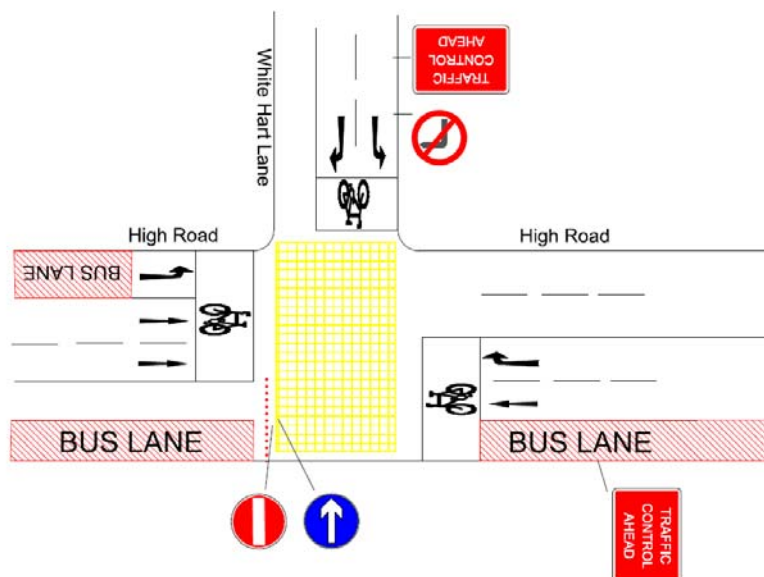 TRAFFIC
CONTROL
AHEAD
White Hart Lane
High Road
High Road
BUS LANE
BUS LANE
BUS LANE
TRAFFIC
CONTROL
AHEAD